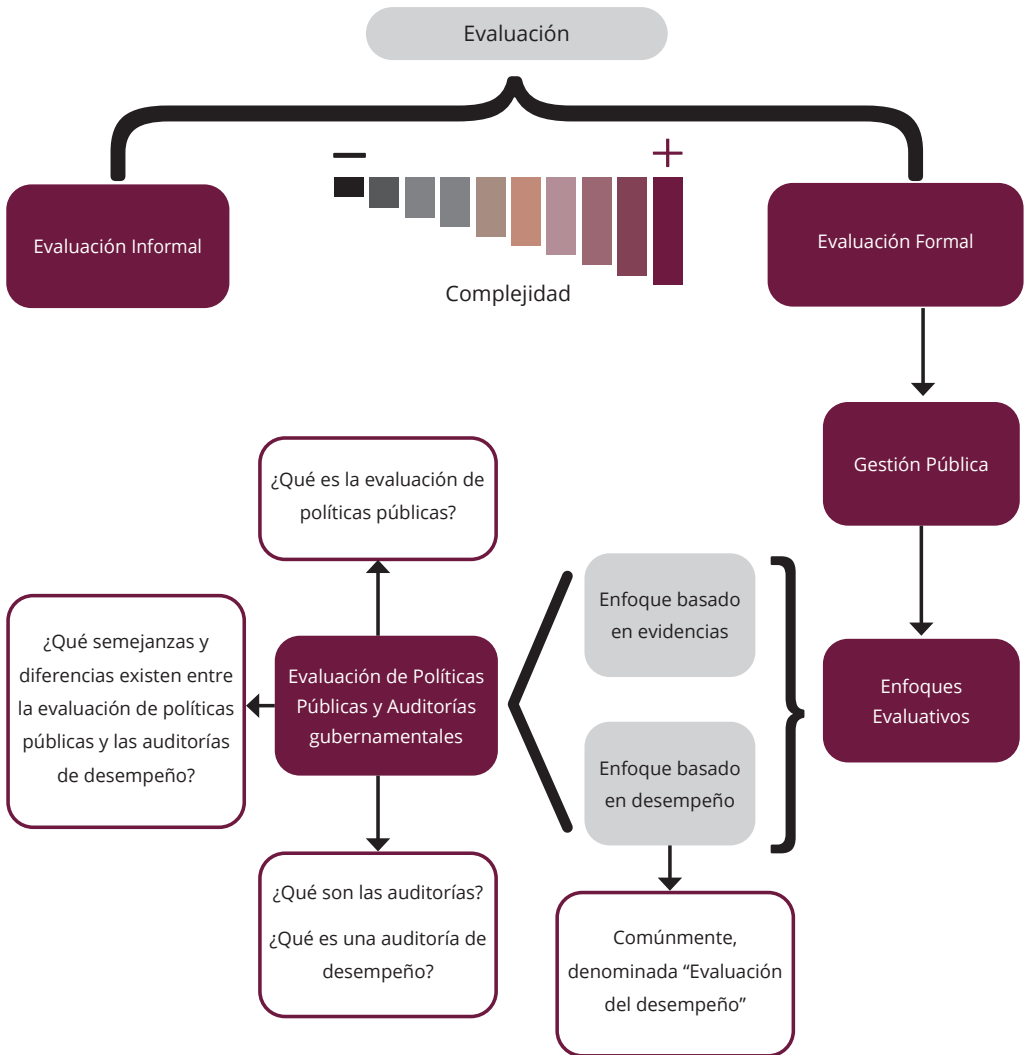 Evaluación
Evaluación Informal
−
+
Complejidad
Evaluación Formal
Gestión Pública
Enfoques
Evaluativos
Enfoque basado
en evidencias
Enfoque basado
en desempeño
Comúnmente,
denominada “Evaluación
del desempeño”
Evaluación de Políticas
Públicas y Auditorías
gubernamentales
¿Qué es la evaluación de
políticas públicas?
¿Qué semejanzas y
diferencias existen entre
la evaluación de políticas
públicas y las auditorías
de desempeño?
¿Qué son las auditorías?
¿Qué es una auditoría de
desempeño?